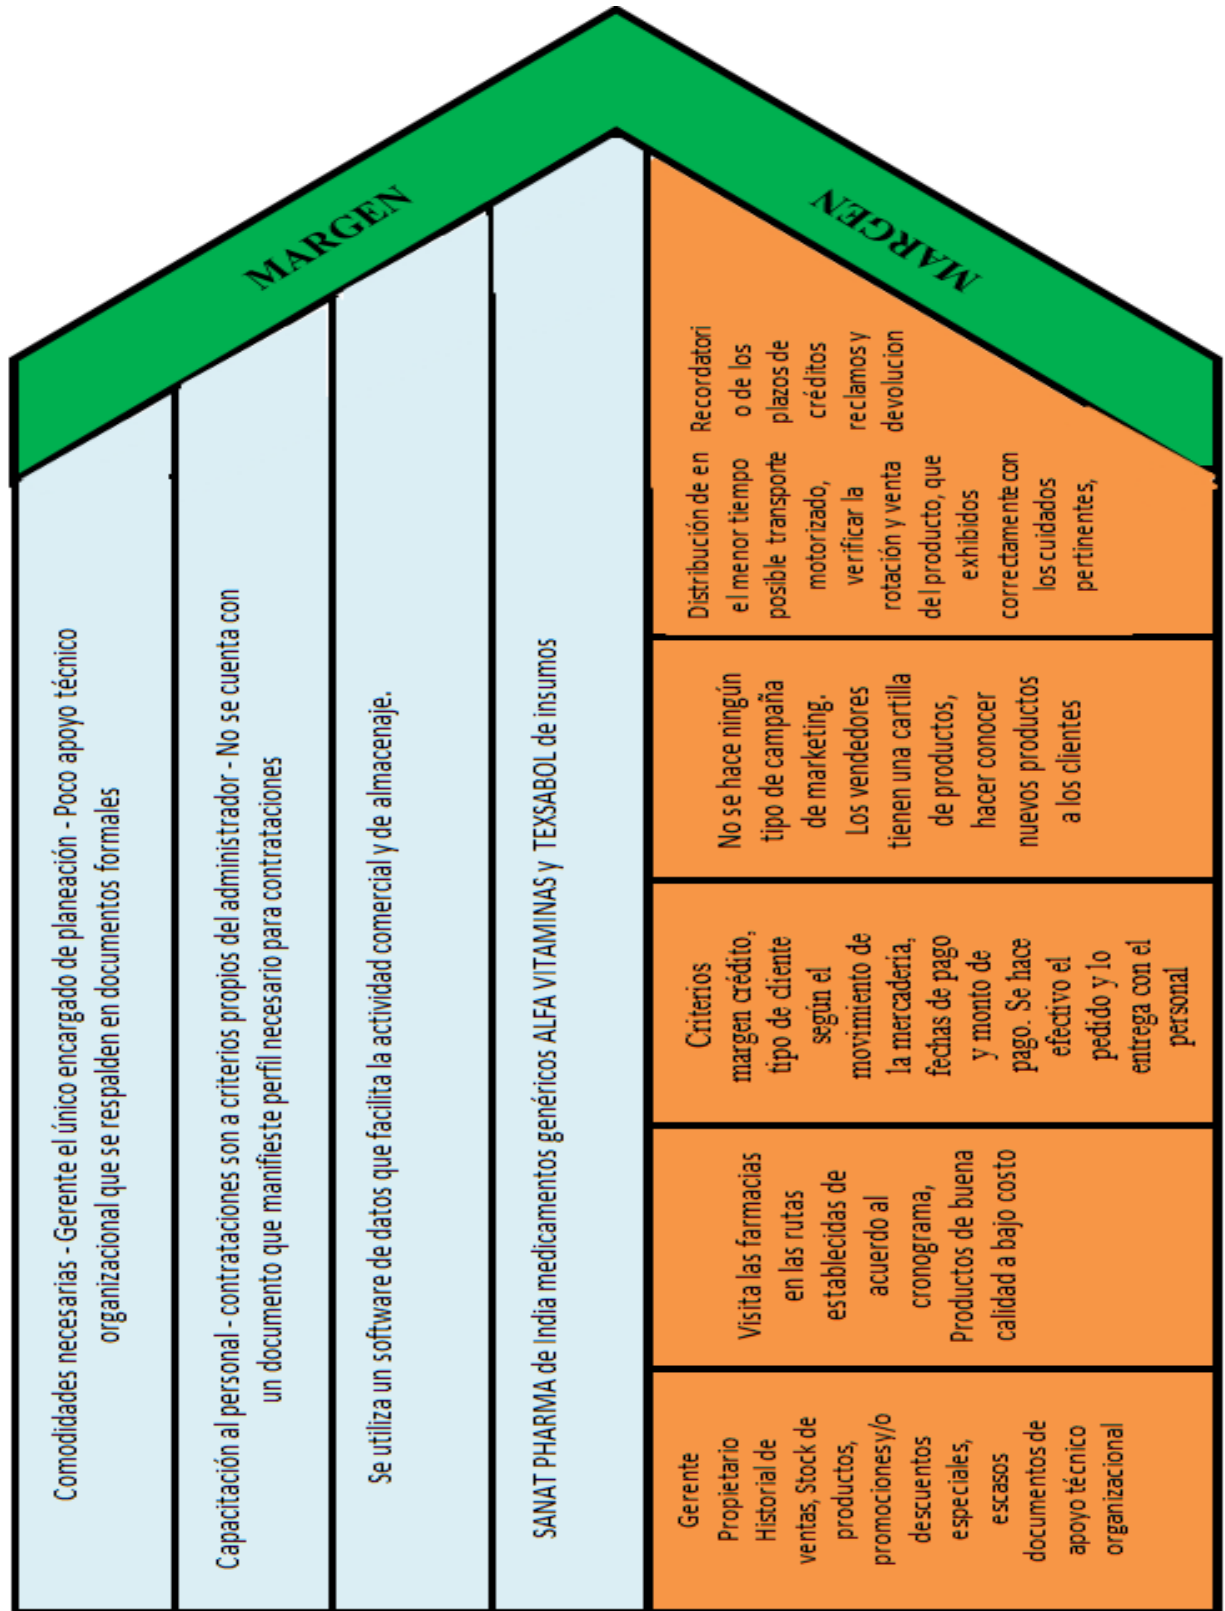 Comodidades necesarias - Gerente el único encargado de planeación - Poco apoyo técnico
organizacional que se respalden en documentos formales
Capacitación al personal - contrataciones son a criterios propios del administrador - No se cuenta con
un documento que manifieste perfil necesario para contrataciones
Se utiliza un software de datos que facilita la actividad comercial y de almacenaje.
SANAT PHARMA de India medicamentos genéricos ALFA VITAMINAS y TEXSABOL de insumos
Gerente
Propietario
Historial de
ventas, Stock de
productos,
promociones y/o
descuentos
especiales,
escasos
documentos de
apoyo técnico
organizacional
Visita las farmacias
en las rutas
establecidas de
acuerdo al
cronograma,
Productos de buena
calidad a bajo costo
Criterios
margen crédito,
tipo de cliente
según el
movimiento de
la mercadería,
fechas de pago
y monto de
pago. Se hace
efectivo el
pedido y lo
entrega con el
personal
No se hace ningún
tipo de campaña
de marketing.
Los vendedores
tienen una cartilla
de productos,
hacer conocer
nuevos productos
a los clientes
Distribución de en
el menor tiempo
posible transporte
motorizado,
verificar la
rotación y venta
del producto, que
exhibidos
correctamente con
los cuidados
pertinentes,
Recordatori
o de los
plazos de
créditos
reclamos y
devolucion
MARGEN
MARGEN